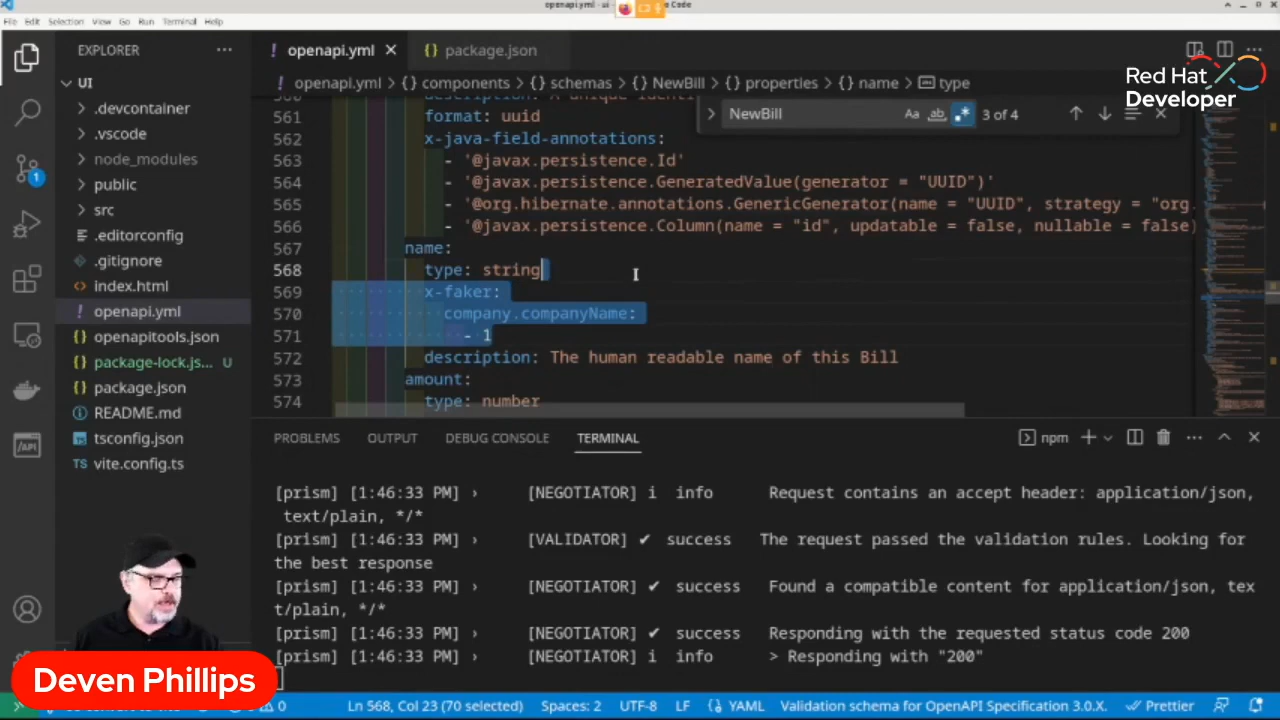 openapi.yml - ui - Code
File Edit Selection View Go Run Terminal Help
EXPLORER
openapi.yml
package.json
openapi.yml > components > schemas > NewBill > properties > name > type
Red Hat
Developer
NewBill
Aa ab 3 of 4
UI
.devcontainer
.vscode
node_modules
public
src
.editorconfig
.gitignore
index.html
openapi.yml
openapitools.json
package-lock.js... U
package.json
README.md
tsconfig.json
TS vite.config.ts
560 description: A unique
561 format: uuid
562 x-java-field-annotations:
563 - '@javax.persistence.Id'
564 - '@javax.persistence.GeneratedValue(generator = "UUID")'
565 - '@org.hibernate.annotations.GenericGenerator(name = "UUID", strategy = "org.
566 - '@javax.persistence.Column(name = "id", updatable = false, nullable = false)
567 name:
568 type: string
569 x-faker:
570 company.companyName:
571 - 1
572 description: The human readable name of this Bill
573 amount:
574 type: number
PROBLEMS OUTPUT DEBUG CONSOLE TERMINAL
npm
[prism] [1:46:33 PM] › [NEGOTIATOR] i info Request contains an accept header: application/json,
text/plain, */*
[prism] [1:46:33 PM] › [VALIDATOR] ✔ success The request passed the validation rules. Looking for
the best response
[prism] [1:46:33 PM] › [NEGOTIATOR] ✔ success Found a compatible content for application/json, tex
t/plain, */*
[prism] [1:46:33 PM] › [NEGOTIATOR] ✔ success Responding with the requested status code 200
[prism] [1:46:33 PM] › [NEGOTIATOR] i info > Responding with "200"
Deven Phillips
Ln 568, Col 23 (70 selected) Spaces: 2 UTF-8 LF {} YAML Validation schema for OpenAPI Specification 3.0.X. Prettier